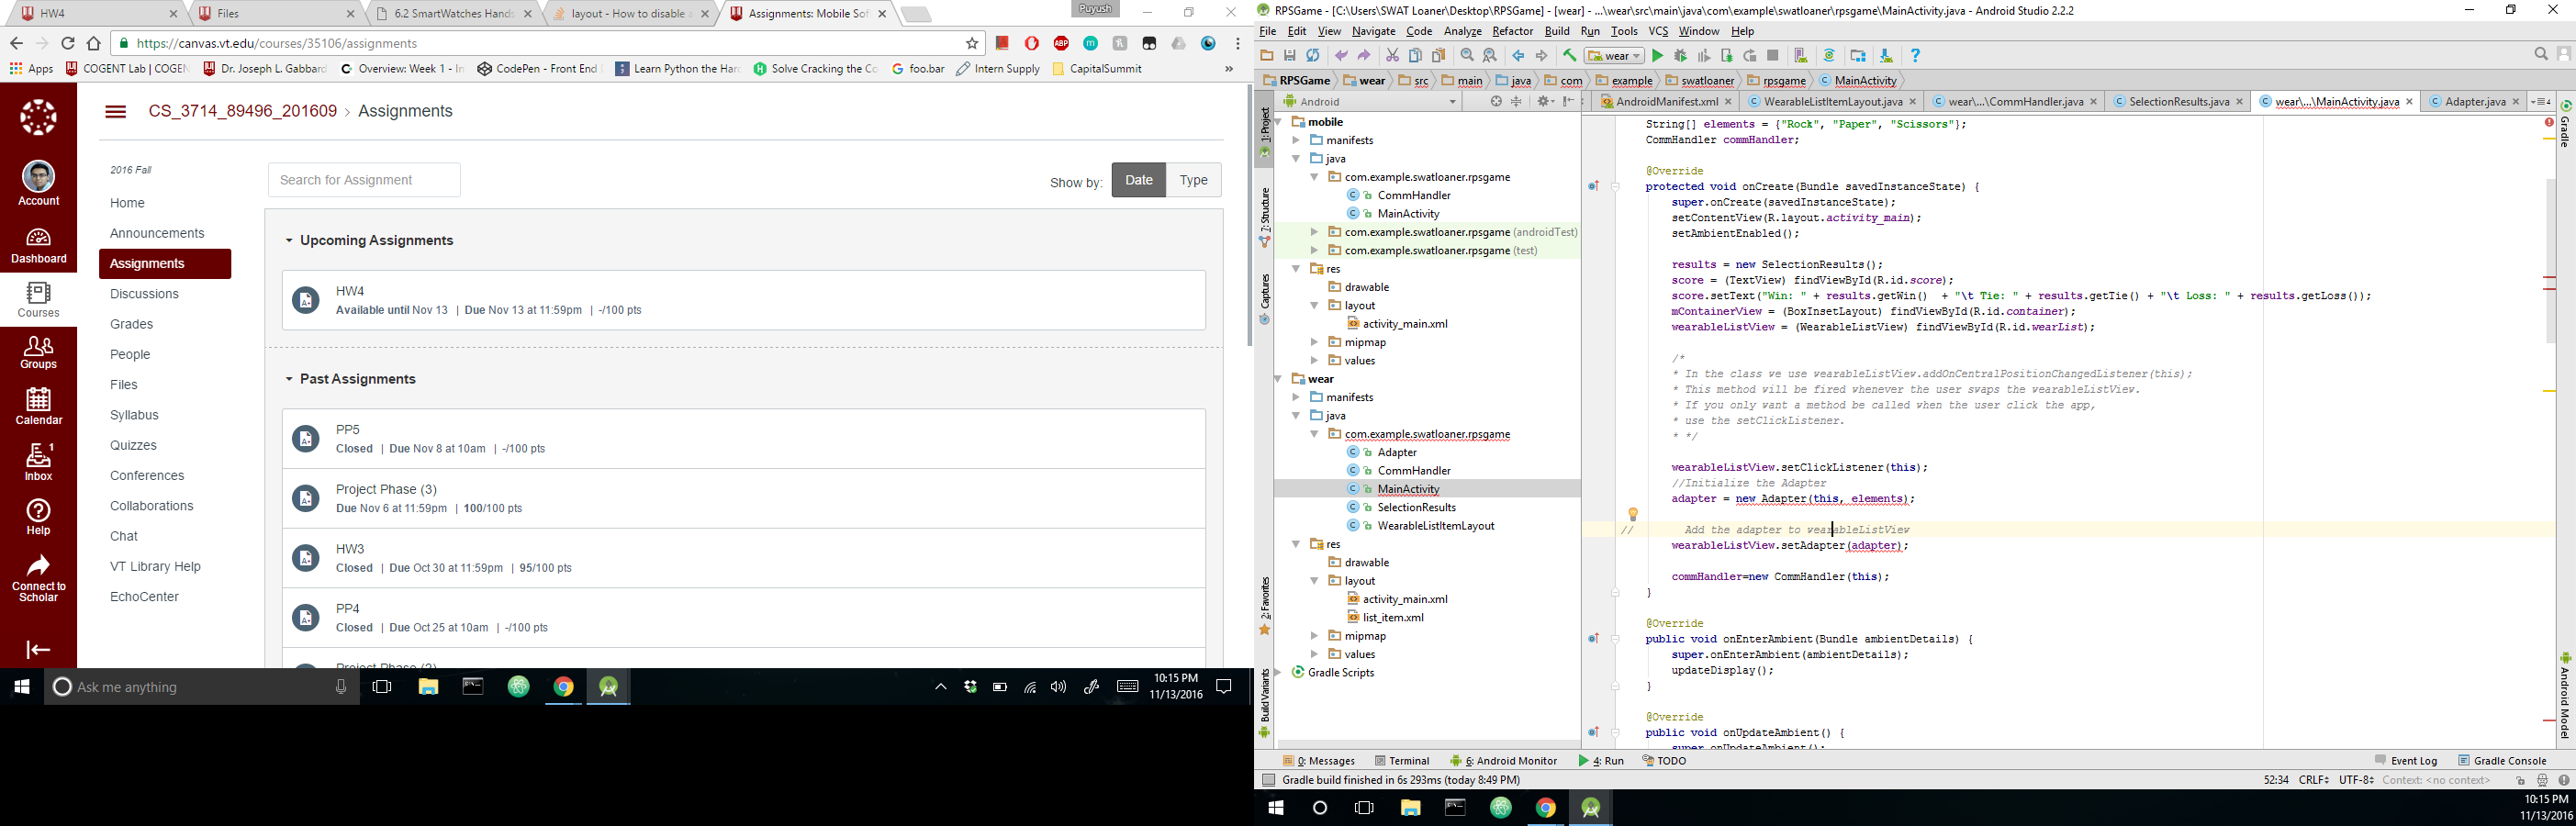 HW4
Files
6.2 SmartWatches Hands
layout - How to disable a
Assignments: Mobile Sof
Puyush
https://canvas.vt.edu/courses/35106/assignments
Apps
COGENT Lab | COGEN
Dr. Joseph L. Gabbard
Overview: Week 1 - In
CodePen - Front End
Learn Python the Har
Solve Cracking the Co
foo.bar
Intern Supply
CapitalSummit
»
CS_3714_89496_201609 > Assignments
Account
Dashboard
Courses
Groups
Calendar
1
Inbox
Help
Connect to
Scholar
2016 Fall
Home
Announcements
Assignments
Discussions
Grades
People
Files
Syllabus
Quizzes
Conferences
Collaborations
Chat
VT Library Help
EchoCenter
Search for Assignment
Show by:
Date
Type
Upcoming Assignments
HW4
Available until Nov 13 | Due Nov 13 at 11:59pm | -/100 pts
Past Assignments
PP5
Closed | Due Nov 8 at 10am | -/100 pts
Project Phase (3)
Due Nov 6 at 11:59pm | 100/100 pts
HW3
Closed | Due Oct 30 at 11:59pm | 95/100 pts
PP4
Closed | Due Oct 25 at 10am | -/100 pts
Project Phase (2)
Ask me anything
10:15 PM
11/13/2016
RPSGame - [C:\Users\SWAT Loaner\Desktop\RPSGame] - [wear] - ...\wear\src\main\java\com\example\swatloaner\rpsgame\MainActivity.java - Android Studio 2.2.2
File Edit View Navigate Code Analyze Refactor Build Run Tools VCS Window Help
wear
RPSGame
wear
src
main
java
com
example
swatloaner
rpsgame
MainActivity
Android
AndroidManifest.xml
WearableListItemLayout.java
wear\...\CommHandler.java
SelectionResults.java
wear\...\MainActivity.java
Adapter.java
1: Project
7: Structure
Captures
2: Favorites
Build Variants
mobile
manifests
java
com.example.swatloaner.rpsgame
CommHandler
MainActivity
com.example.swatloaner.rpsgame (androidTest)
com.example.swatloaner.rpsgame (test)
res
drawable
layout
activity_main.xml
mipmap
values
wear
manifests
java
com.example.swatloaner.rpsgame
Adapter
CommHandler
MainActivity
SelectionResults
WearableListItemLayout
res
drawable
layout
activity_main.xml
list_item.xml
mipmap
values
Gradle Scripts
String[] elements = {"Rock", "Paper", "Scissors"};
CommHandler commHandler;
@Override
protected void onCreate(Bundle savedInstanceState) {
super.onCreate(savedInstanceState);
setContentView(R.layout.activity_main);
setAmbientEnabled();
results = new SelectionResults();
score = (TextView) findViewById(R.id.score);
score.setText("Win: " + results.getWin()  + "\t Tie: " + results.getTie() + "\t Loss: " + results.getLoss());
mContainerView = (BoxInsetLayout) findViewById(R.id.container);
wearableListView = (WearableListView) findViewById(R.id.wearList);
/*
* In the class we use wearableListView.addOnCentralPositionChangedListener(this);
* This method will be fired whenever the user swaps the wearableListView.
* If you only want a method be called when the user click the app,
* use the setClickListener.
* */
wearableListView.setClickListener(this);
//Initialize the Adapter
adapter = new Adapter(this, elements);
// Add the adapter to wearableListView
wearableListView.setAdapter(adapter);
commHandler=new CommHandler(this);
}
@Override
public void onEnterAmbient(Bundle ambientDetails) {
super.onEnterAmbient(ambientDetails);
updateDisplay();
}
@Override
public void onUpdateAmbient() {
super.onUpdateAmbient();
Gradle
Android Model
0: Messages
Terminal
6: Android Monitor
4: Run
TODO
Event Log
Gradle Console
Gradle build finished in 6s 293ms (today 8:49 PM)
52:34 CRLF UTF-8 Context: <no context>
10:15 PM
11/13/2016